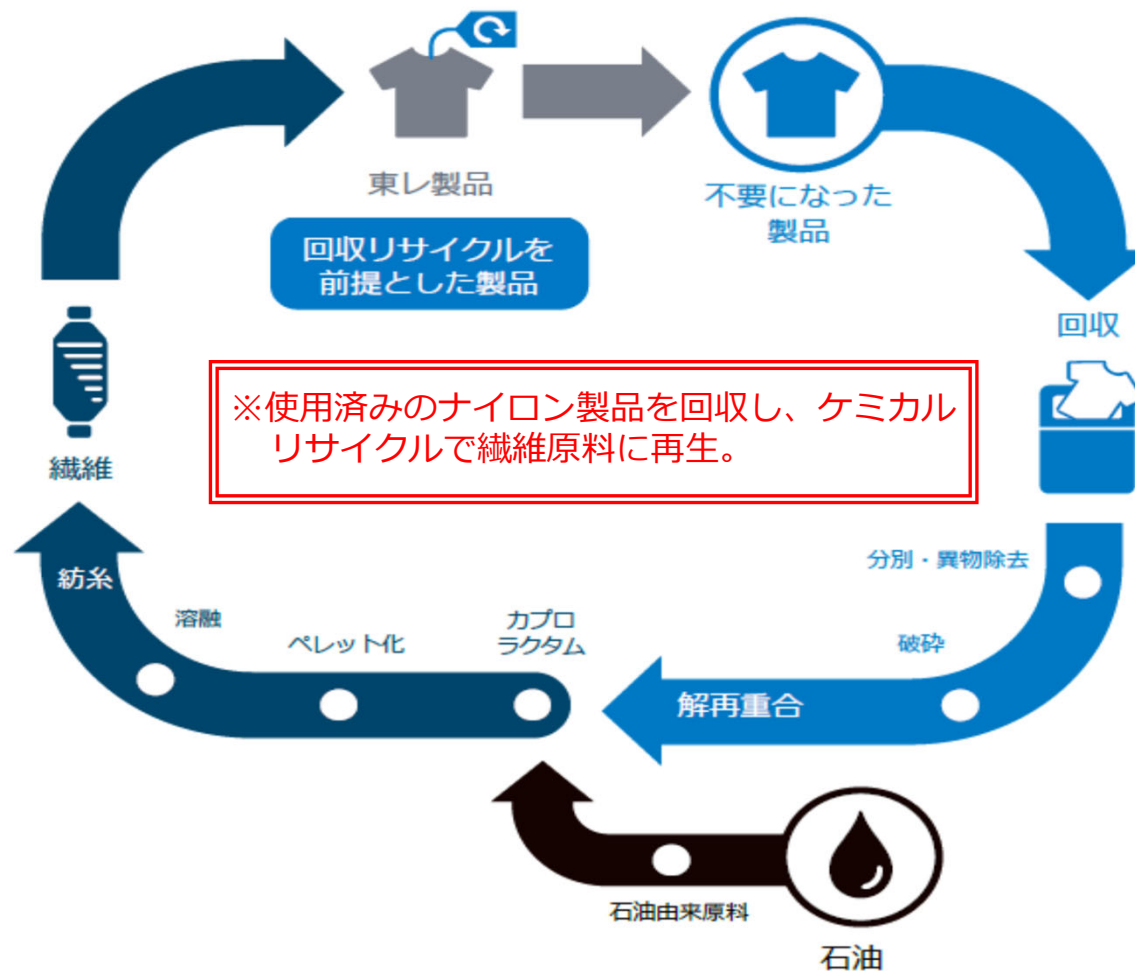 東レ製品
不要になった
製品
回収リサイクルを
前提とした製品
回収
※使用済みのナイロン製品を回収し、ケミカル
リサイクルで繊維原料に再生。
繊維
分別・異物除去
紡糸
溶融
ペレット化
カプロ
ラクタム
破砕
解再重合
石油由来原料
石油